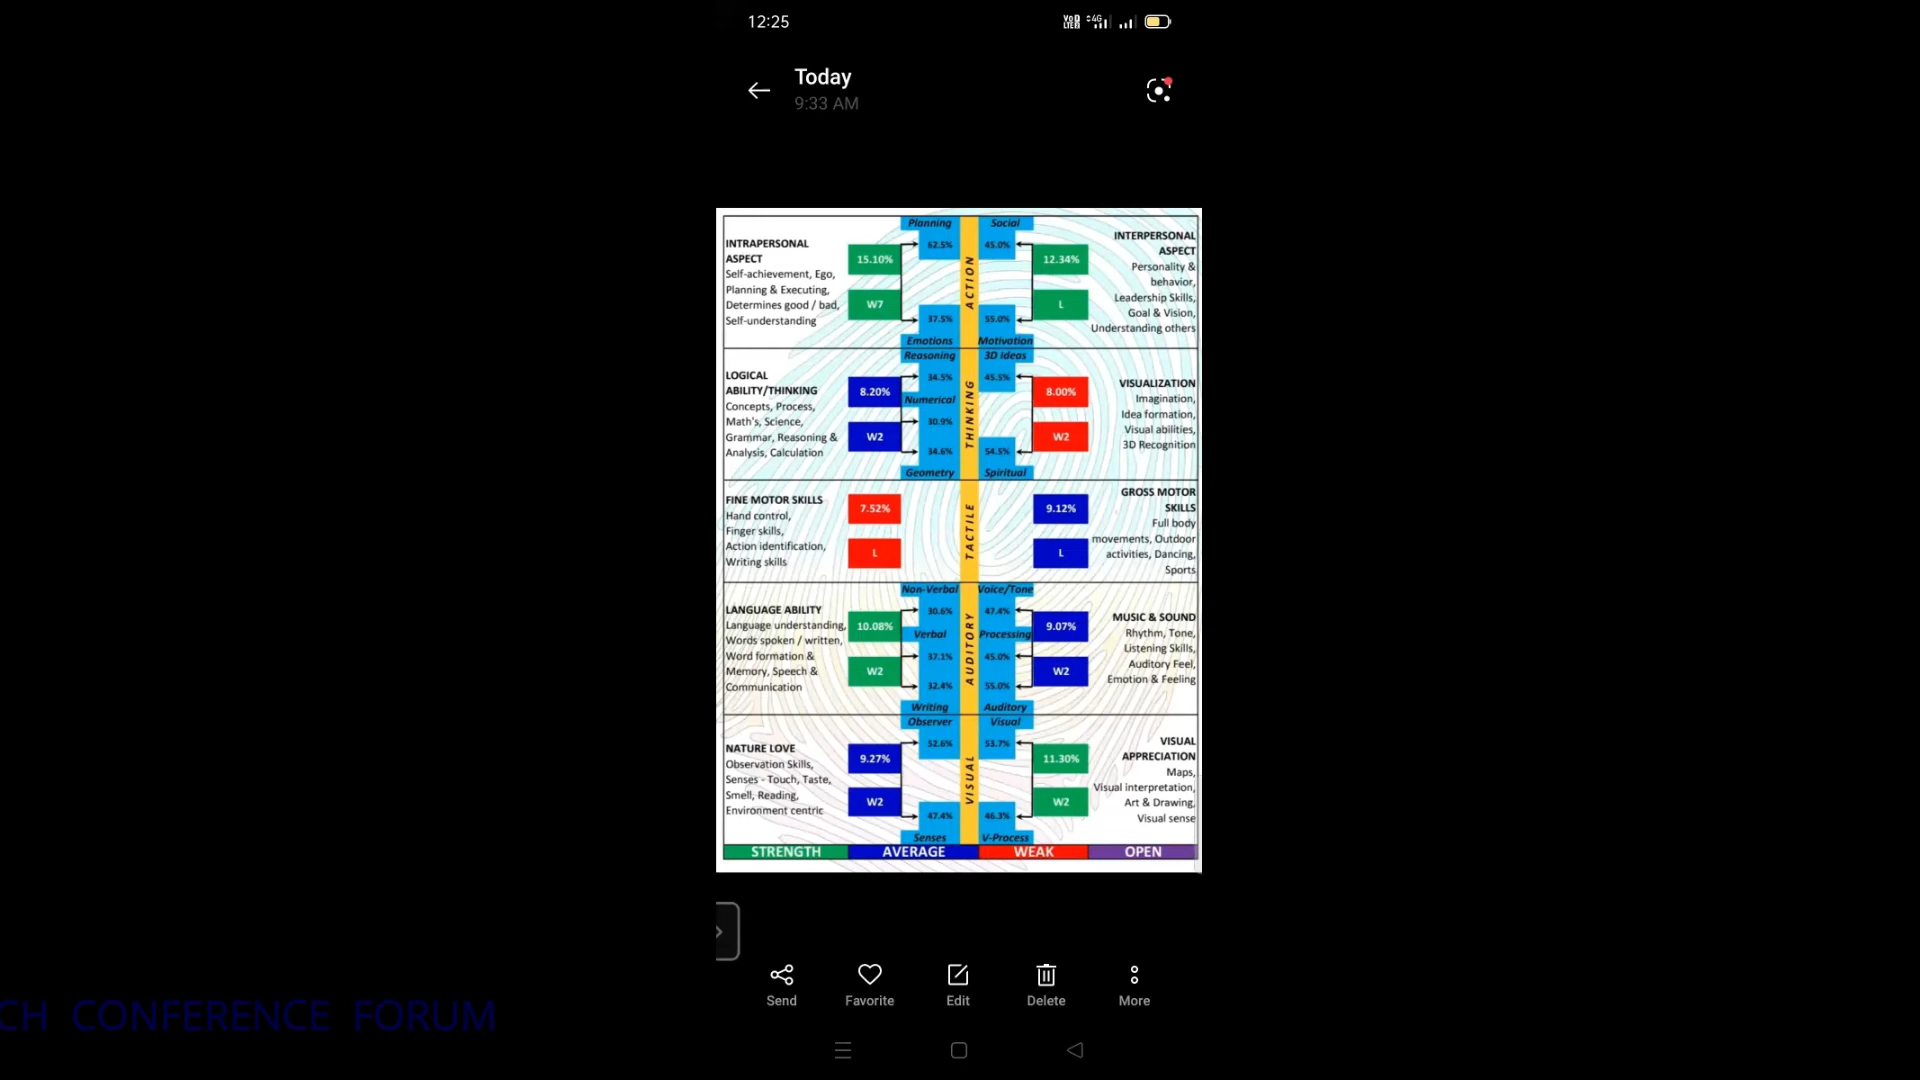 12:25
VoD LTE2 4G
Today
9:33 AM
Planning
Social
INTRAPERSONAL
ASPECT
Self-achievement, Ego,
Planning & Executing,
Determines good / bad,
Self-understanding
15.10%
W7
62.5%
37.5%
Emotions
ACTION
45.0%
55.0%
Motivation
12.34%
L
INTERPERSONAL
ASPECT
Personality &
behavior,
Leadership Skills,
Goal & Vision,
Understanding others
Reasoning
3D Ideas
LOGICAL
ABILITY/THINKING
Concepts, Process,
Math's, Science,
Grammar, Reasoning &
Analysis, Calculation
8.20%
W2
34.5%
Numerical
30.9%
34.6%
Geometry
THINKING
45.5%
54.5%
Spiritual
8.00%
W2
VISUALIZATION
Imagination,
Idea formation,
Visual abilities,
3D Recognition
FINE MOTOR SKILLS
Hand control,
Finger skills,
Action identification,
Writing skills
7.52%
L
TACTILE
9.12%
L
GROSS MOTOR
SKILLS
Full body
movements, Outdoor
activities, Dancing,
Sports
Non-Verbal
Voice/Tone
LANGUAGE ABILITY
Language understanding,
Words spoken / written,
Word formation &
Memory, Speech &
Communication
10.08%
W2
30.6%
Verbal
37.1%
32.4%
Writing
AUDITORY
47.4%
Processing
45.0%
55.0%
Auditory
9.07%
W2
MUSIC & SOUND
Rhythm, Tone,
Listening Skills,
Auditory Feel,
Emotion & Feeling
Observer
Visual
NATURE LOVE
Observation Skills,
Senses - Touch, Taste,
Smell, Reading,
Environment centric
9.27%
W2
52.6%
47.4%
Senses
VISUAL
53.7%
46.3%
V-Process
11.30%
W2
VISUAL
APPRECIATION
Maps,
Visual interpretation,
Art & Drawing,
Visual sense
STRENGTH AVERAGE WEAK OPEN
Send Favorite Edit Delete More
CH CONFERENCE FORUM